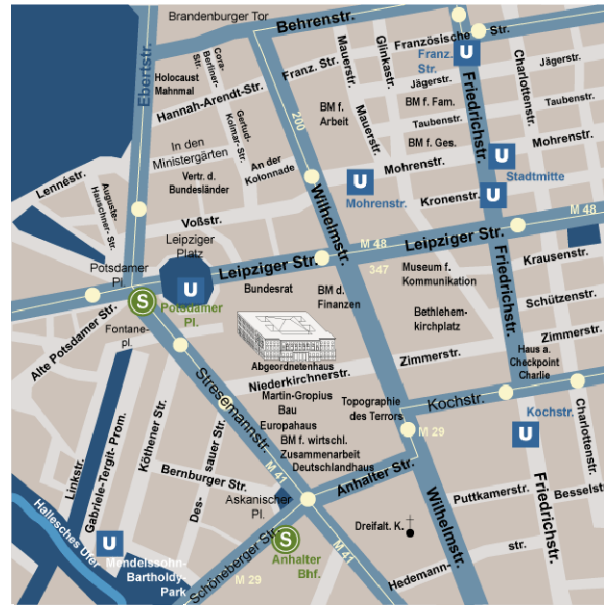 Brandenburger Tor
Behrenstr.
Französische
Str.
Franz.
Str.
U
Ebertstr.
Cora-
Berliner-
Str.
Holocaust
Mahnmal
Hannah-Arendt-Str.
Franz. Str.
Mauerstr.
Glinkastr.
Jägerstr.
Jägerstr.
Charlottenstr.
BM f. Fam.
BM f.
Arbeit
Taubenstr.
Taubenstr.
Friedrichstr.
200
In den
Ministergärten
Gertrud-
Kolmar-Str.
An der
Kolonnade
Mauerstr.
BM f. Ges.
Mohrenstr.
Mohrenstr.
U
Stadtmitte
Lennéstr.
Auguste-
Hauschner-Str.
Vertr. d.
Bundesländer
U
Mohrenstr.
Kronenstr.
U
Voßstr.
Wilhelmstr.
M 48
Leipziger
Platz
Leipziger Str.
M 48
Leipziger Str.
Friedrichstr.
347
Krausenstr.
Potsdamer
Pl.
U
S
Potsdamer
Pl.
Bundesrat
BM d.
Finanzen
Museum f.
Kommunikation
Schützenstr.
Alte Potsdamer Str.
Fontane-
pl.
Bethlehem-
kirchplatz
Zimmerstr.
Zimmerstr.
Abgeordnetenhaus
Haus a.
Checkpoint
Charlie
Stresemannstr.
Niederkirchnerstr.
Martin-Gropius
Bau
Topographie
des Terrors
Kochstr.
Europahaus
M 29
U
Kochstr.
Charlottenstr.
Linkstr.
Gabriele-Tergit-Prom.
Köthener Str.
BM f. wirtschl.
Zusammenarbeit
Deutschlandhaus
M 41
Bernburger Str.
Des-
sauer Str.
Anhalter Str.
Askanischer
Pl.
Puttkamerstr.
Besselstr
Wilhelmstr.
Friedrichstr.
Hallesches Ufer
U
Mendelssohn-
Bartholdy-
Park
Schöneberger Str.
M 29
S
Anhalter
Bhf.
M 41
Dreifalt. K.
Hedemann-
str.